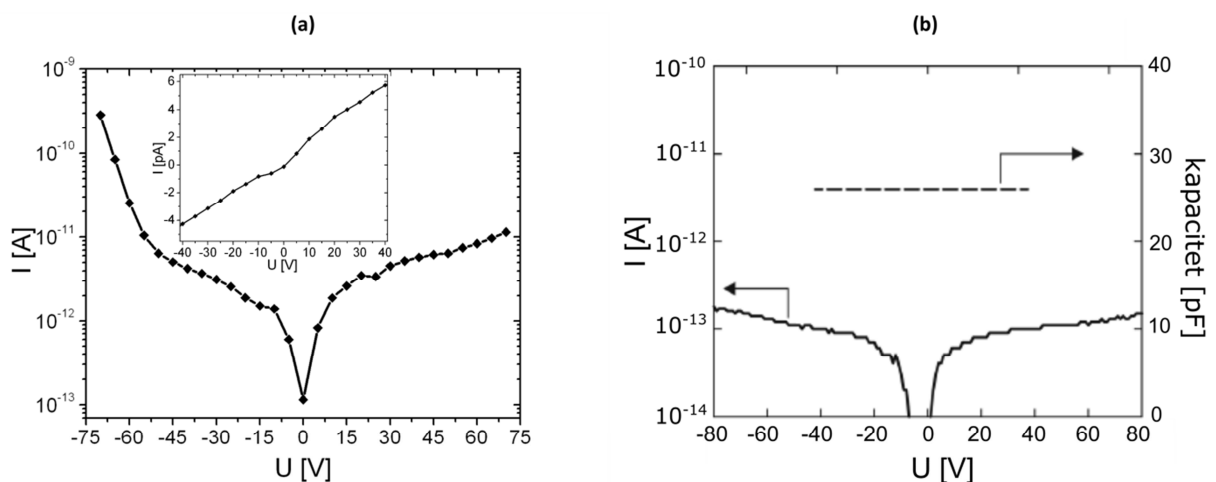 (a)
(b)
10⁻⁹
10⁻¹⁰
10⁻¹¹
10⁻¹²
10⁻¹³
I [A]
-75 -60 -45 -30 -15 0 15 30 45 60 75
U [V]
6
4
2
0
-2
-4
I [pA]
-40 -30 -20 -10 0 10 20 30 40
U [V]
10⁻¹⁰
10⁻¹¹
10⁻¹²
10⁻¹³
10⁻¹⁴
I [A]
-80 -60 -40 -20 0 20 40 60 80
U [V]
40
30
20
10
0
kapacitet [pF]